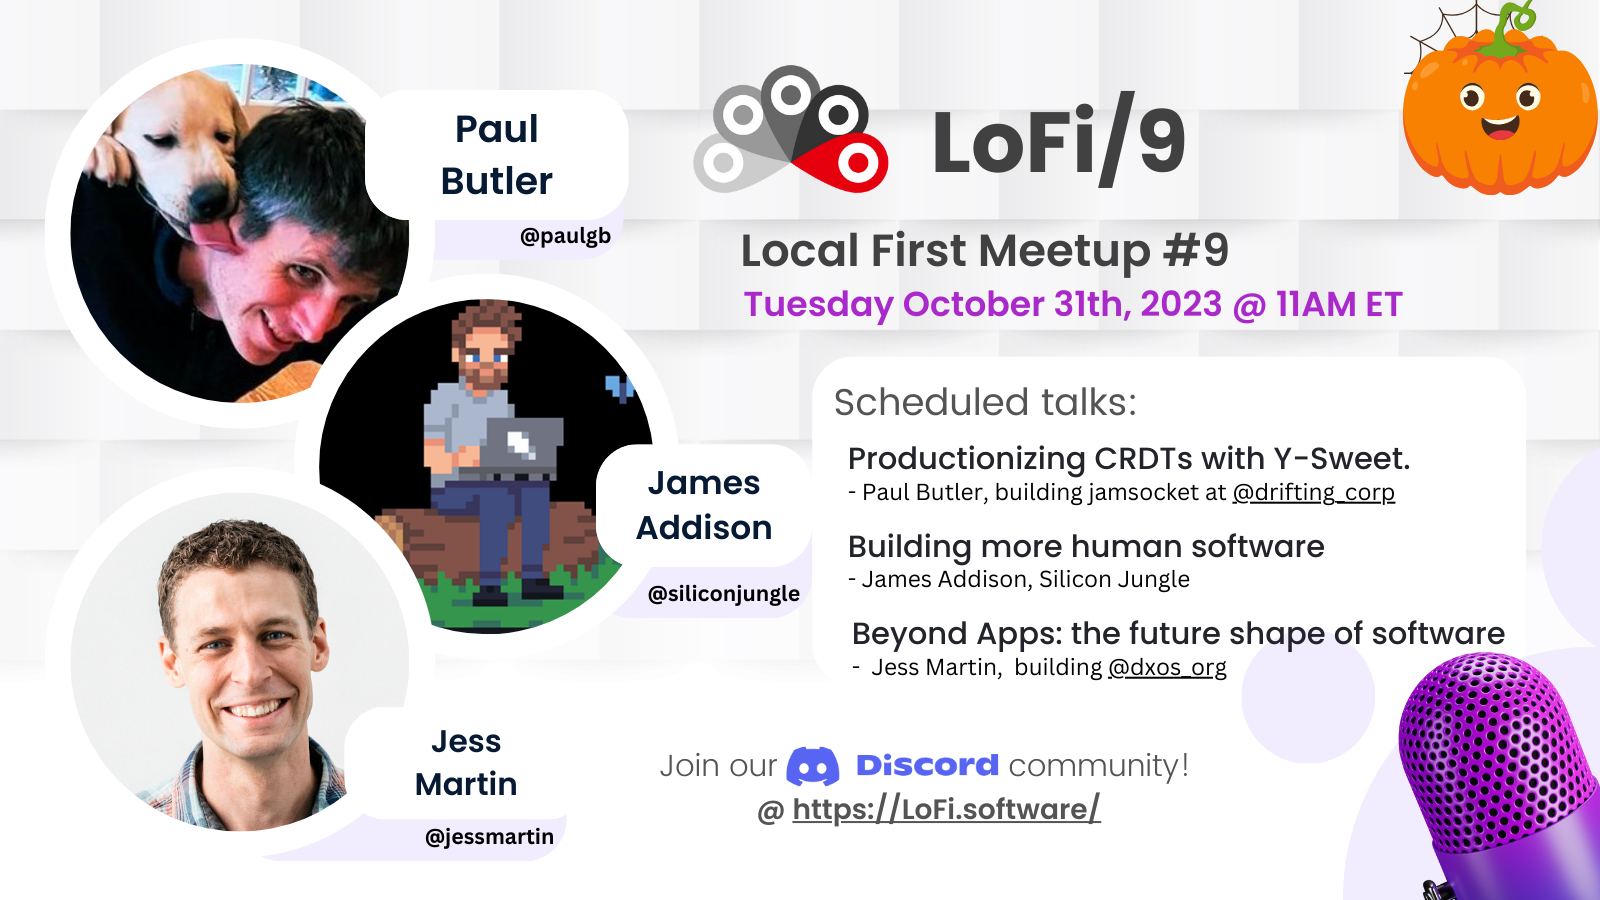 Paul
Butler
@paulgb
LoFi/9
Local First Meetup #9
Tuesday October 31th, 2023 @ 11AM ET
James
Addison
@siliconjungle
Scheduled talks:
Productionizing CRDTs with Y-Sweet.
- Paul Butler, building jamsocket at @drifting_corp
Building more human software
- James Addison, Silicon Jungle
Beyond Apps: the future shape of software
- Jess Martin, building @dxos_org
Jess
Martin
@jessmartin
Join our Discord community!
@ https://LoFi.software/